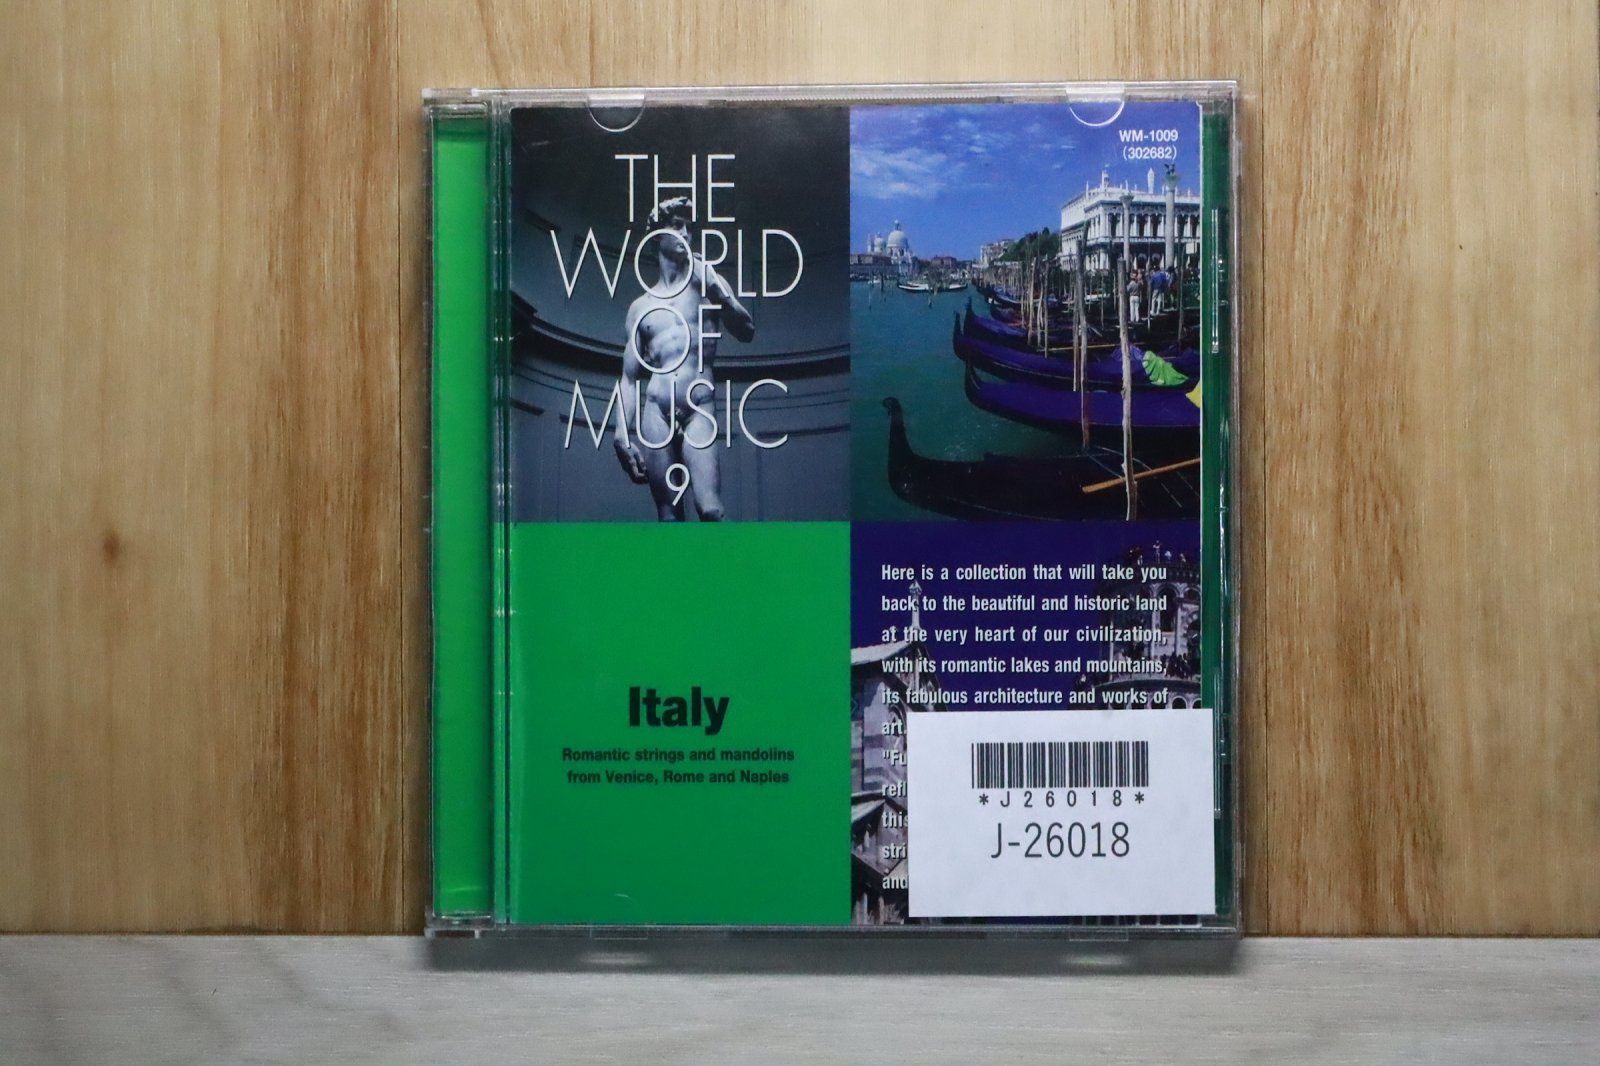 THE
WORLD
OF
MUSIC
9
WM-1009
(302682)
Italy
Romantic strings and mandolins
from Venice, Rome and Naples
Here is a collection that will take you
back to the beautiful and historic land
at the very heart of our civilization,
with its romantic lakes and mountains,
its fabulous architecture and works of
art.
*J26018*
J-26018